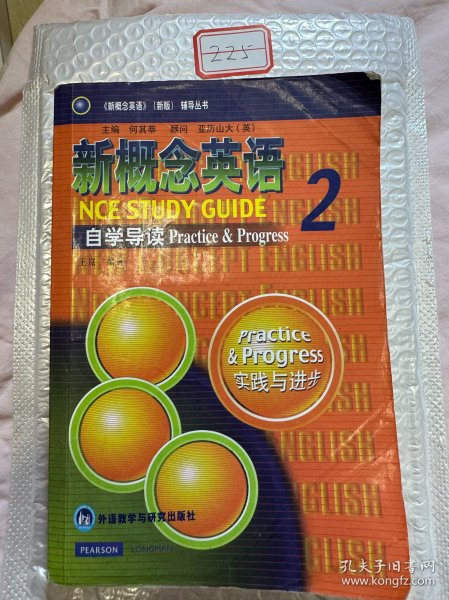 225
《新概念英语》(新版) 辅导丛书
主编 何其莘 顾问 亚历山大(英)
新概念英语
2
NCE STUDY GUIDE
自学导读 Practice & Progress
Practice
& Progress
实践与进步
外语教学与研究出版社
PEARSON LONGMAN
孔夫子旧书网
www.kongfz.com